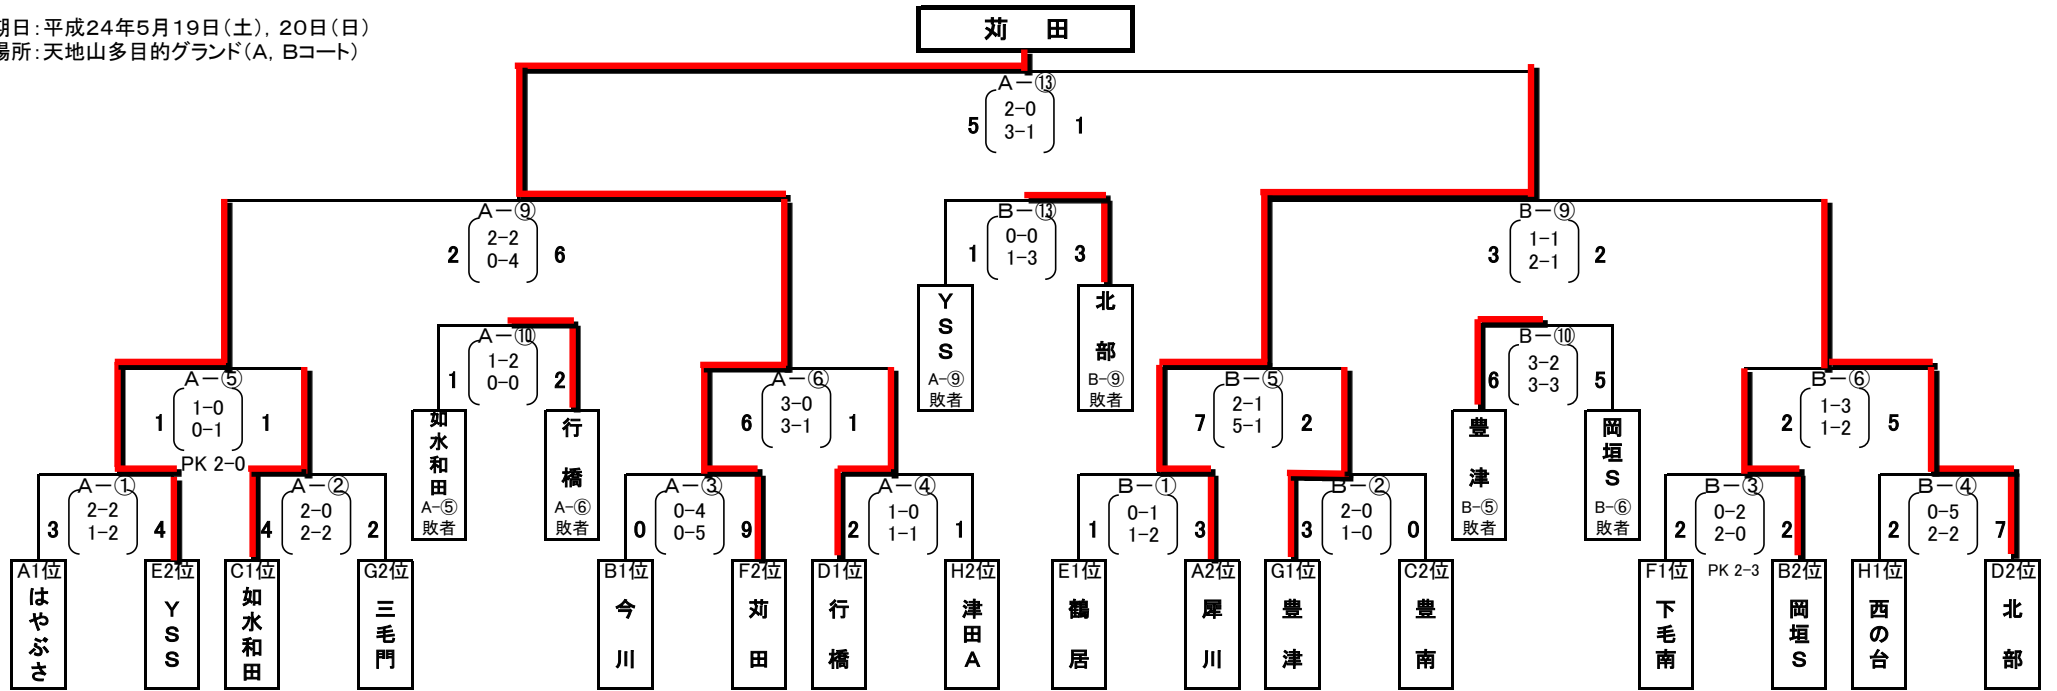 期日：平成24年5月19日（土），20日（日）
場所：天地山多目的グランド（A，Bコート）
苅　田
A－⑬
5 2-0 1
3-1
A－⑨
2 2-2 6
0-4
B－⑬
1 0-0 3
1-3
B－⑨
3 1-1 2
2-1
YSS
A-⑨
敗者
北部
B-⑨
敗者
A－⑩
1 1-2 2
0-0
B－⑩
6 3-2 5
3-3
A－⑤
1 1-0 1
0-1
PK 2-0
A－⑥
6 3-0 1
3-1
B－⑤
7 2-1 2
5-1
B－⑥
2 1-3 5
1-2
如水和田
A-⑤
敗者
行橋
A-⑥
敗者
豊津
B-⑤
敗者
岡垣S
B-⑥
敗者
A－①
3 2-2 4
1-2
A－②
4 2-0 2
2-2
A－③
0 0-4 9
0-5
A－④
2 1-0 1
1-1
B－①
1 0-1 3
1-2
B－②
3 2-0 0
1-0
B－③
2 0-2 2
2-0
PK 2-3
B－④
2 0-5 7
2-2
A1位
はやぶさ
E2位
YSS
C1位
如水和田
G2位
三毛門
B1位
今川
F2位
苅田
D1位
行橋
H2位
津田A
E1位
鶴居
A2位
犀川
G1位
豊津
C2位
豊南
F1位
下毛南
B2位
岡垣S
H1位
西の台
D2位
北部